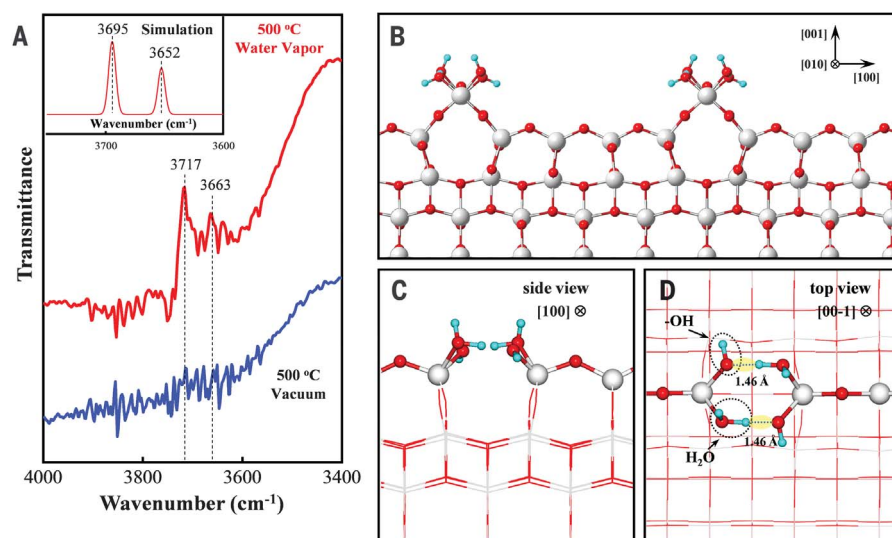 A
3695
Simulation
3652
Wavenumber (cm-1)
3700
3600
500 °C
Water Vapor
3717
3663
Transmittance
500 °C
Vacuum
4000
3800
3600
3400
Wavenumber (cm-1)
B
[001]
[010]
[100]
C
side view
[100]
D
top view
[00-1]
-OH
1.46 Å
1.46 Å
H2O